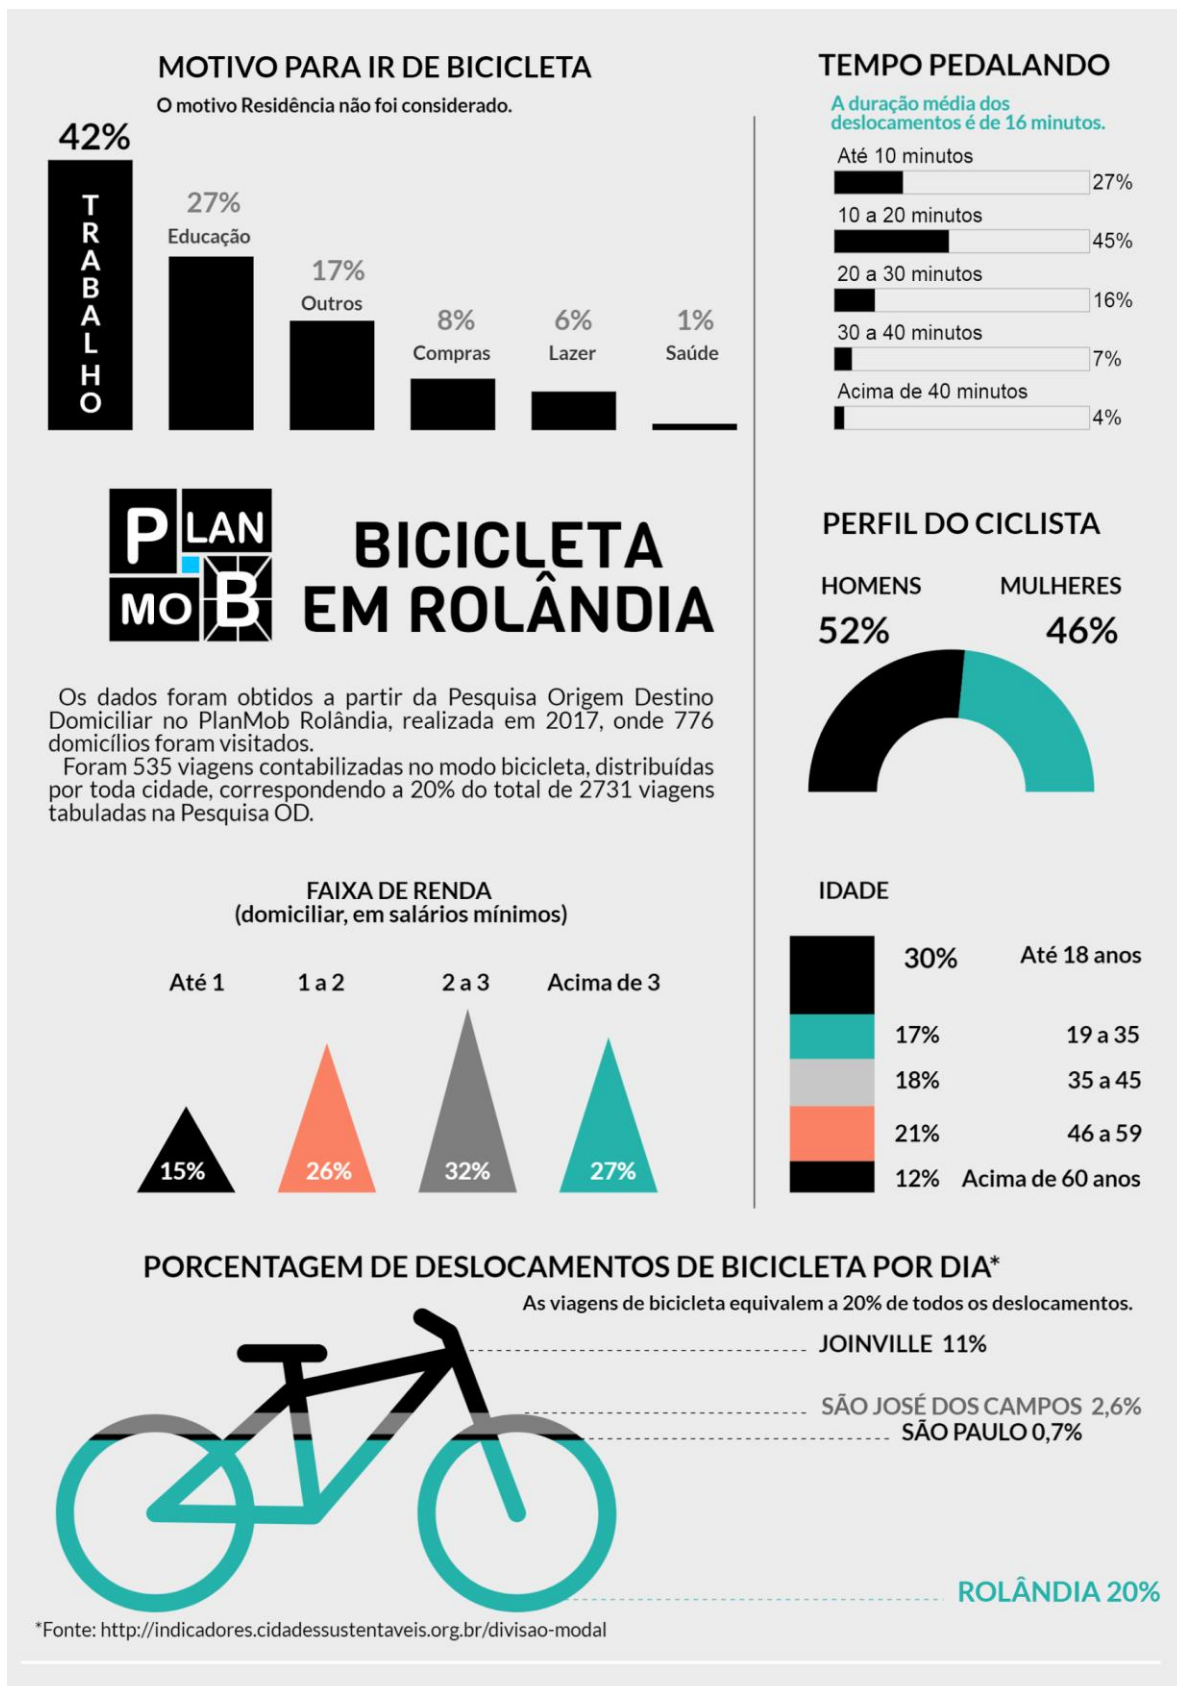 MOTIVO PARA IR DE BICICLETA
O motivo Residência não foi considerado.
42%
TRABALHO
27%
Educação
17%
Outros
8%
Compras
6%
Lazer
1%
Saúde
TEMPO PEDALANDO
A duração média dos
deslocamentos é de 16 minutos.
Até 10 minutos
27%
10 a 20 minutos
45%
20 a 30 minutos
16%
30 a 40 minutos
7%
Acima de 40 minutos
4%
PLAN
MOB
BICICLETA
EM ROLÂNDIA
Os dados foram obtidos a partir da Pesquisa Origem Destino
Domiciliar no PlanMob Rolândia, realizada em 2017, onde 776
domicílios foram visitados.
Foram 535 viagens contabilizadas no modo bicicleta, distribuídas
por toda cidade, correspondendo a 20% do total de 2731 viagens
tabuladas na Pesquisa OD.
PERFIL DO CICLISTA
HOMENS MULHERES
52% 46%
FAIXA DE RENDA
(domiciliar, em salários mínimos)
Até 1 1 a 2 2 a 3 Acima de 3
15% 26% 32% 27%
IDADE
30% Até 18 anos
17% 19 a 35
18% 35 a 45
21% 46 a 59
12% Acima de 60 anos
PORCENTAGEM DE DESLOCAMENTOS DE BICICLETA POR DIA*
As viagens de bicicleta equivalem a 20% de todos os deslocamentos.
JOINVILLE 11%
SÃO JOSÉ DOS CAMPOS 2,6%
SÃO PAULO 0,7%
ROLÂNDIA 20%
*Fonte: http://indicadores.cidadessustentaveis.org.br/divisao-modal